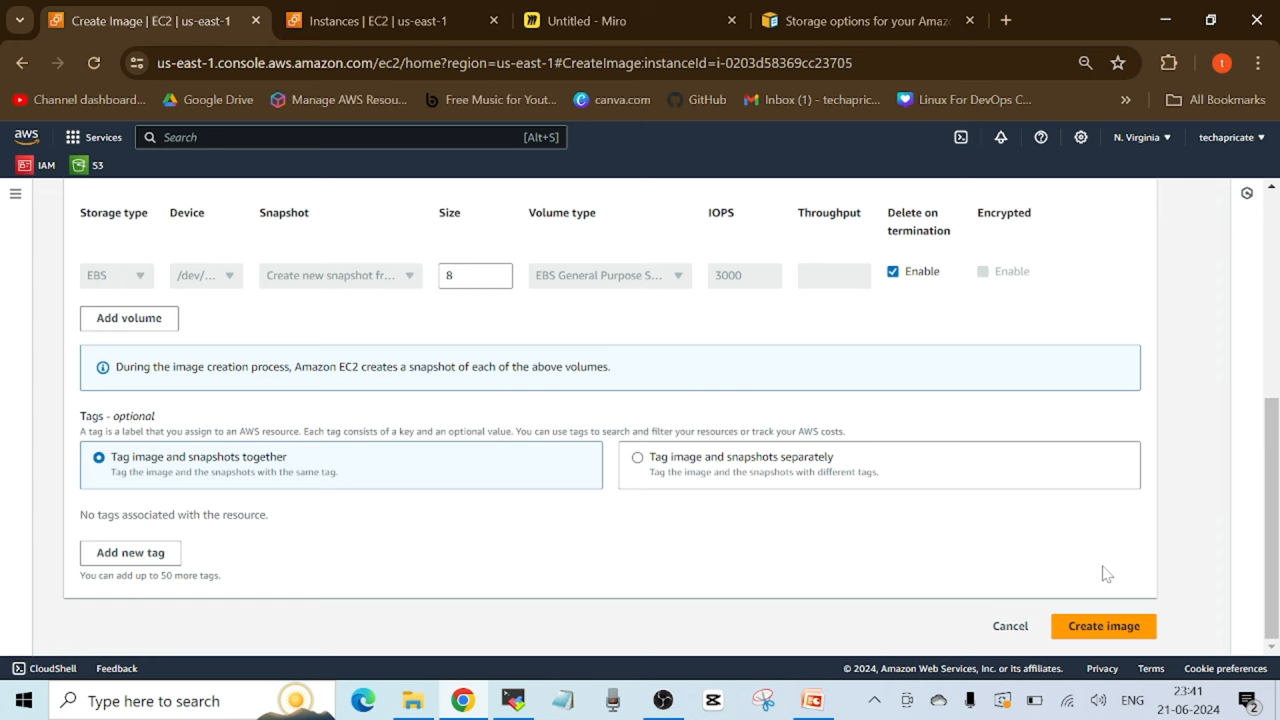 Create Image | EC2 | us-east-1
Instances | EC2 | us-east-1
Untitled - Miro
Storage options for your Amaz
us-east-1.console.aws.amazon.com/ec2/home?region=us-east-1#CreateImage:instanceId=i-0203d58369cc23705
t
Channel dashboard...
Google Drive
Manage AWS Resou...
Free Music for Yout...
canva.com
GitHub
Inbox (1) - techapric...
Linux For DevOps C...
All Bookmarks
aws
Services
Search
[Alt+S]
N. Virginia
techapricate
IAM
S3
Storage type
Device
Snapshot
Size
Volume type
IOPS
Throughput
Delete on
termination
Encrypted
EBS
/dev/...
Create new snapshot fr...
8
EBS General Purpose S...
3000
Enable
Enable
Add volume
During the image creation process, Amazon EC2 creates a snapshot of each of the above volumes.
Tags - optional
A tag is a label that you assign to an AWS resource. Each tag consists of a key and an optional value. You can use tags to search and filter your resources or track your AWS costs.
Tag image and snapshots together
Tag the image and the snapshots with the same tag.
Tag image and snapshots separately
Tag the image and the snapshots with different tags.
No tags associated with the resource.
Add new tag
You can add up to 50 more tags.
Cancel
Create image
CloudShell
Feedback
© 2024, Amazon Web Services, Inc. or its affiliates.
Privacy
Terms
Cookie preferences
Type here to search
ENG
23:41
21-06-2024
2